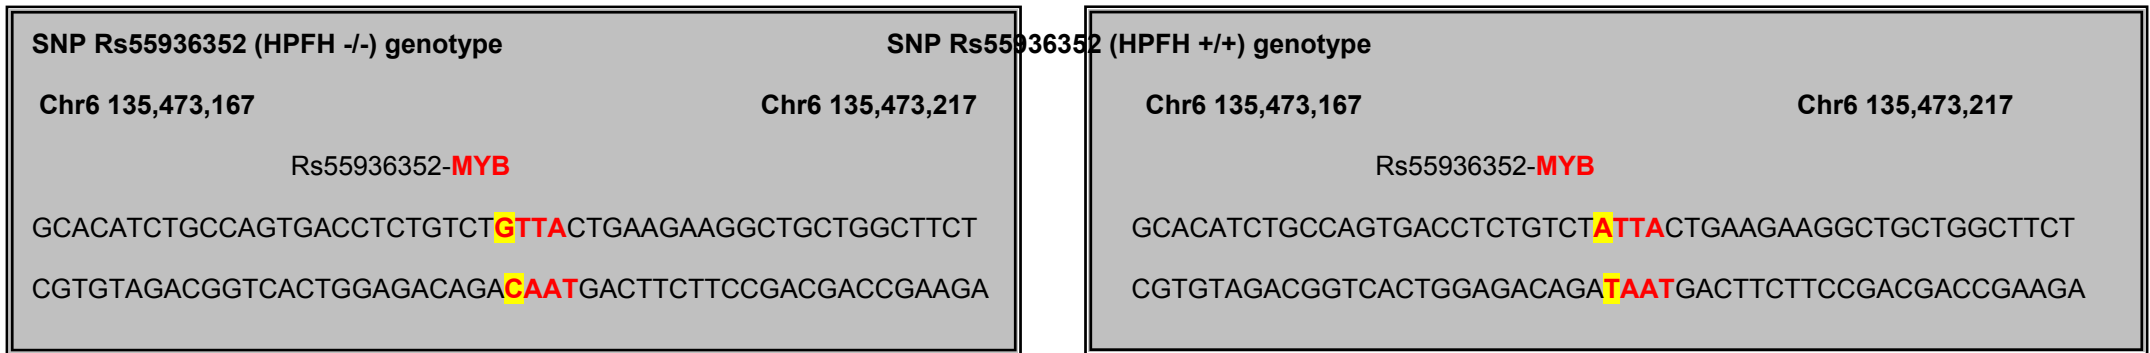 SNP Rs55936352 (HPFH -/-) genotype
Chr6 135,473,167 Chr6 135,473,217
Rs55936352-MYB
GCACATCTGCCAGTGACCTCTGTCTGTTACTGAAGAAGGCTGCTGGCTTCT
CGTGTAGACGGTCACTGGAGACAGACAATGACTTCTTCCGACGACCGAAGA
SNP Rs55936352 (HPFH +/+) genotype
Chr6 135,473,167 Chr6 135,473,217
Rs55936352-MYB
GCACATCTGCCAGTGACCTCTGTCTATTACTGAAGAAGGCTGCTGGCTTCT
CGTGTAGACGGTCACTGGAGACAGATAATGACTTCTTCCGACGACCGAAGA